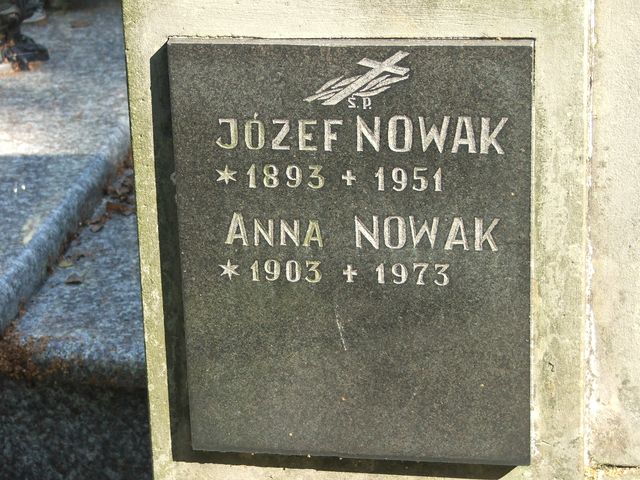 Ś.P.
JÓZEF NOWAK
* 1893 + 1951
ANNA NOWAK
* 1903 + 1973